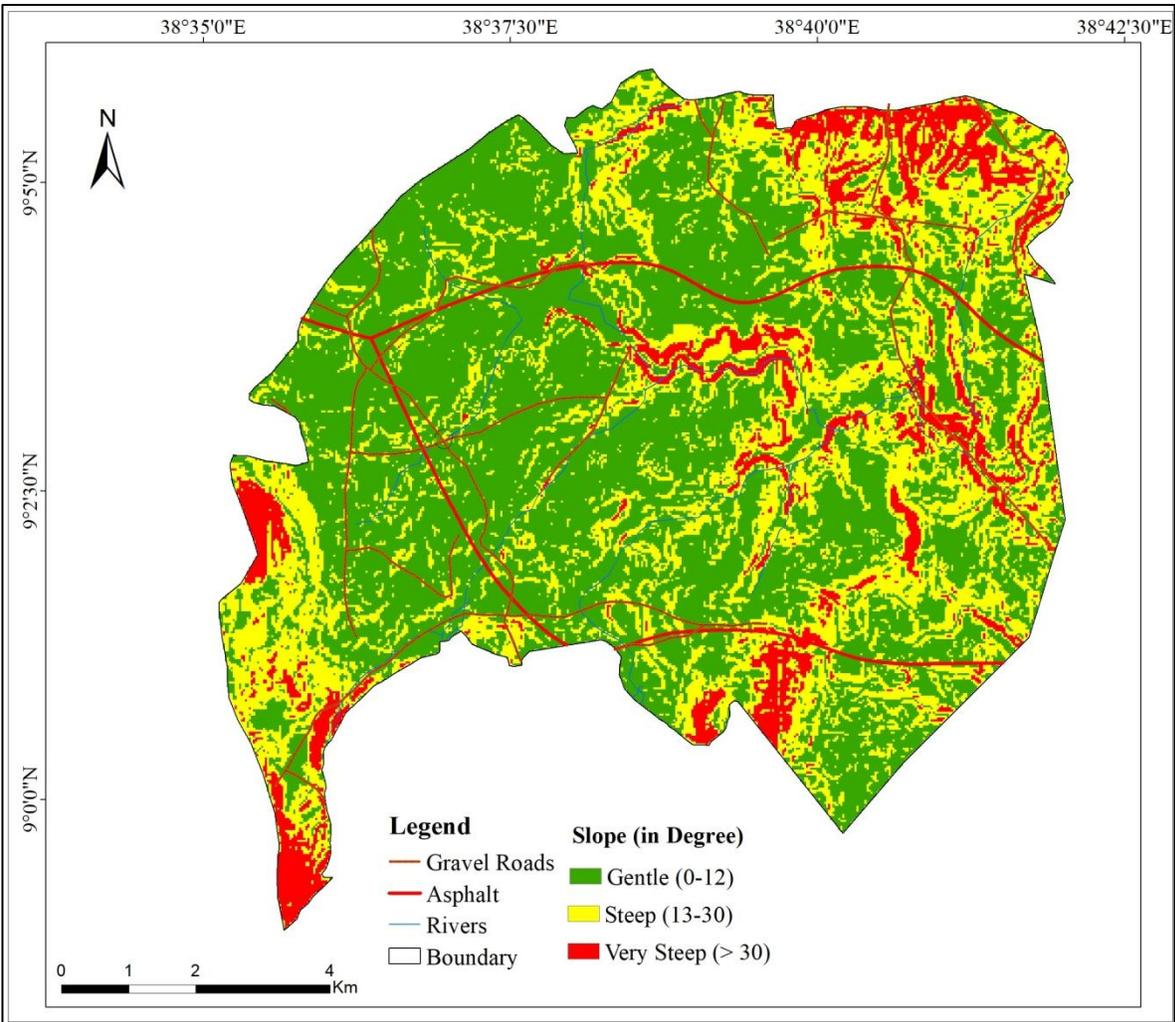 38°35'0"E 38°37'30"E 38°40'0"E 38°42'30"E
N
9°5'0"N
9°2'30"N
9°0'0"N
Legend
Gravel Roads
Asphalt
Rivers
Boundary
Slope (in Degree)
Gentle (0-12)
Steep (13-30)
Very Steep (> 30)
0 1 2 4
Km